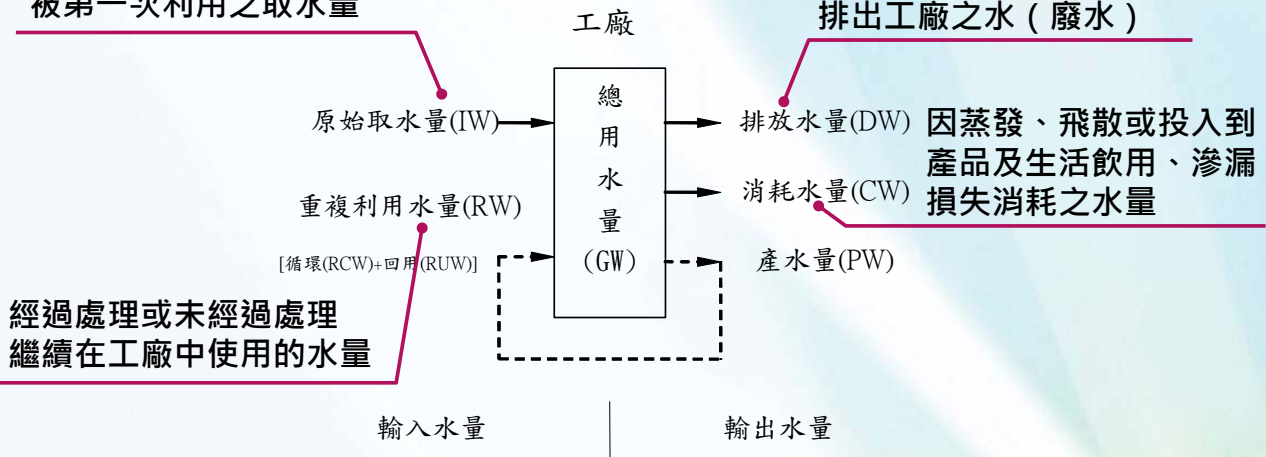 被第一次利用之取水量
工廠
排出工廠之水（廢水）
總用水量(GW)
原始取水量(IW)
排放水量(DW)
因蒸發、飛散或投入到
產品及生活飲用、滲漏
損失消耗之水量
重複利用水量(RW)
消耗水量(CW)
[循環(RCW)+回用(RUW)]
產水量(PW)
經過處理或未經過處理
繼續在工廠中使用的水量
輸入水量
輸出水量